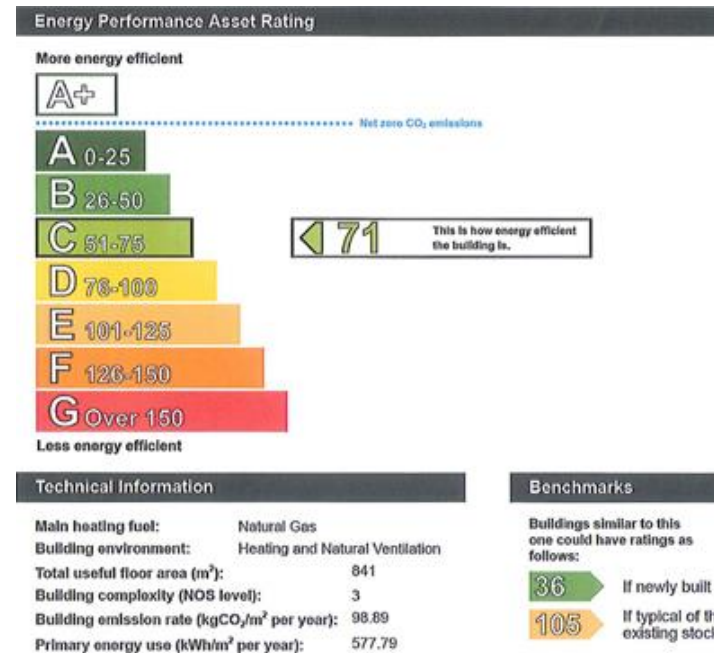 Energy Performance Asset Rating
More energy efficient
A+
Net zero CO₂ emissions
A 0-25
B 26-50
C 51-75
71
This is how energy efficient
the building is.
D 76-100
E 101-125
F 126-150
G Over 150
Less energy efficient
Technical Information
Main heating fuel: Natural Gas
Building environment: Heating and Natural Ventilation
Total useful floor area (m²): 841
Building complexity (NOS level): 3
Building emission rate (kgCO₂/m² per year): 98.89
Primary energy use (kWh/m² per year): 577.79
Benchmarks
Buildings similar to this
one could have ratings as
follows:
36 If newly built
105 If typical of
existing